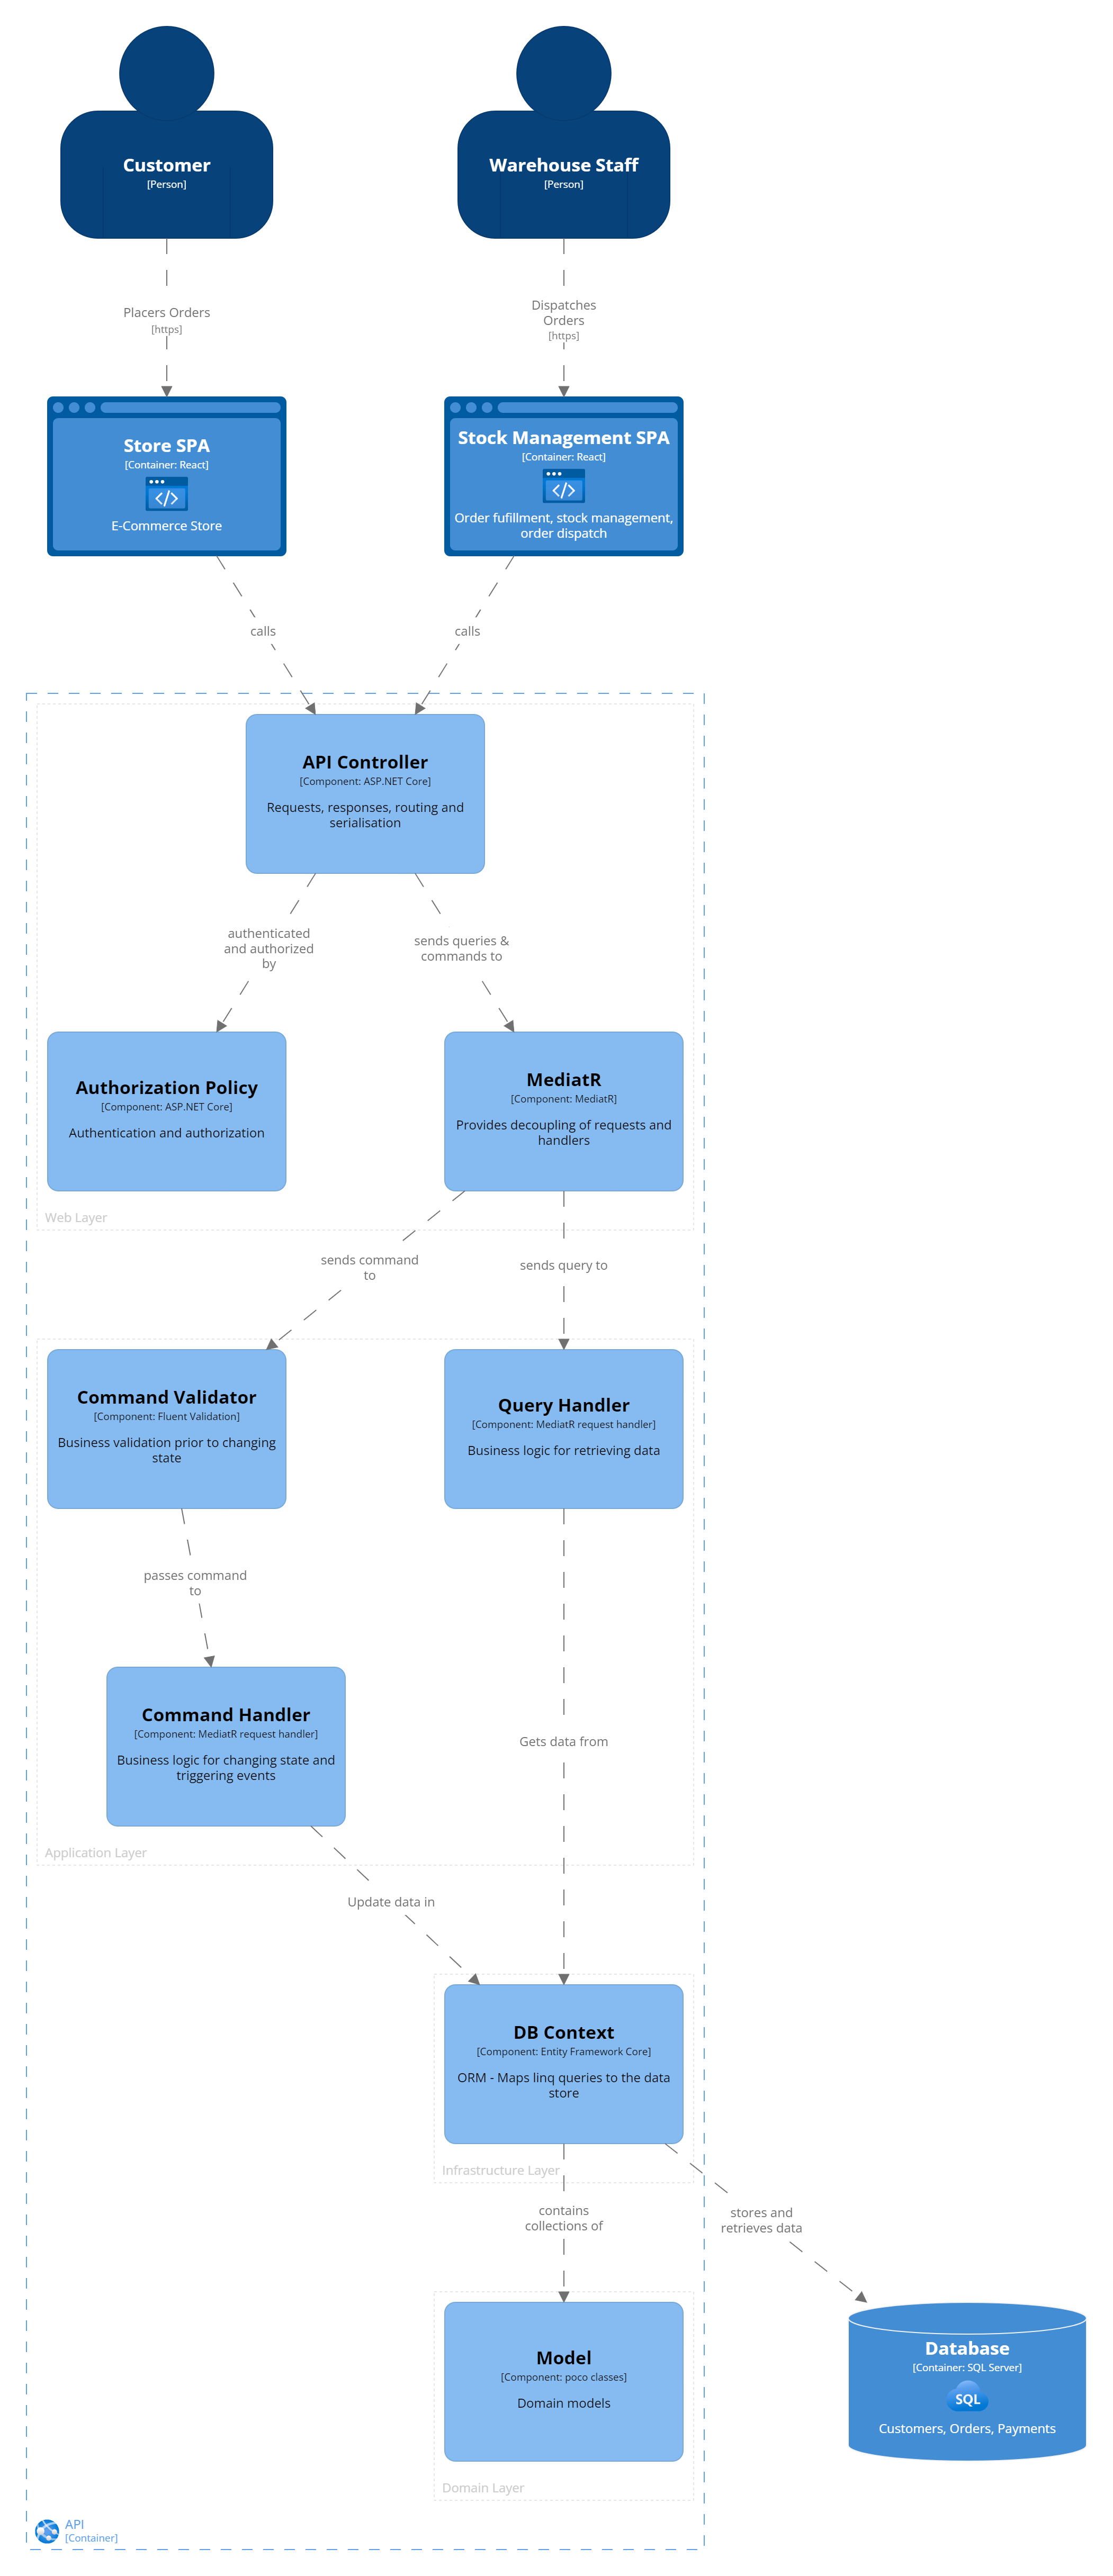 Customer
[Person]
Warehouse Staff
[Person]
Placers Orders
[https]
Dispatches
Orders
[https]
Store SPA
[Container: React]
E-Commerce Store
Stock Management SPA
[Container: React]
Order fufillment, stock management,
order dispatch
calls
calls
API Controller
[Component: ASP.NET Core]
Requests, responses, routing and
serialisation
authenticated
and authorized
by
sends queries &
commands to
Authorization Policy
[Component: ASP.NET Core]
Authentication and authorization
MediatR
[Component: MediatR]
Provides decoupling of requests and
handlers
Web Layer
sends command
to
sends query to
Command Validator
[Component: Fluent Validation]
Business validation prior to changing
state
Query Handler
[Component: MediatR request handler]
Business logic for retrieving data
passes command
to
Command Handler
[Component: MediatR request handler]
Business logic for changing state and
triggering events
Gets data from
Application Layer
Update data in
DB Context
[Component: Entity Framework Core]
ORM - Maps linq queries to the data
store
Infrastructure Layer
contains
collections of
stores and
retrieves data
Model
[Component: poco classes]
Domain models
Domain Layer
Database
[Container: SQL Server]
SQL
Customers, Orders, Payments
API
[Container]